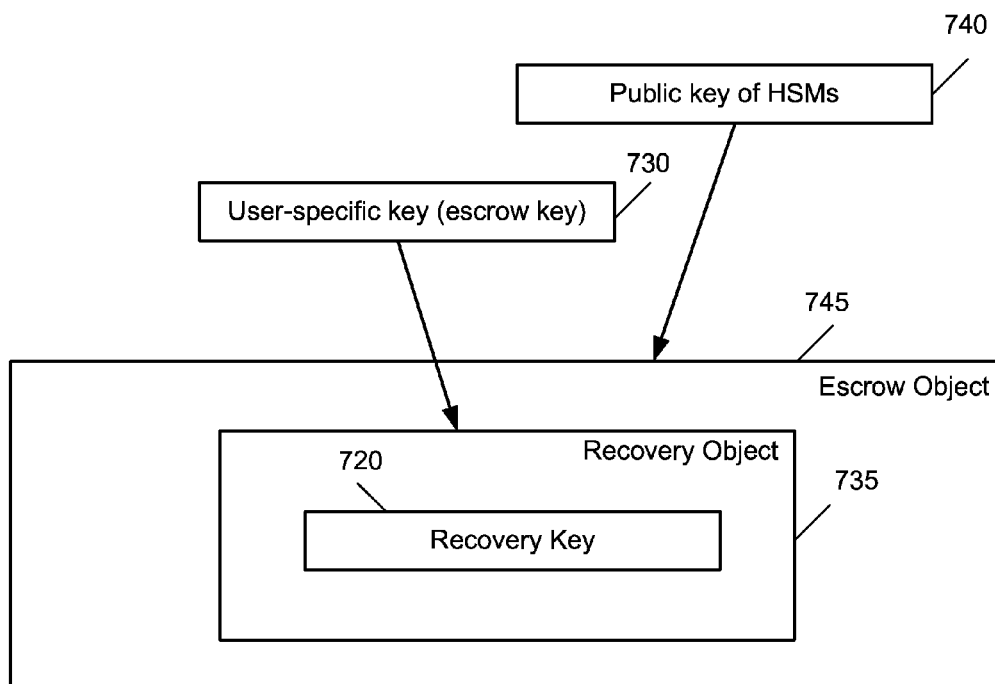 740
Public key of HSMs
730
User-specific key (escrow key)
745
Escrow Object
Recovery Object
720
735
Recovery Key